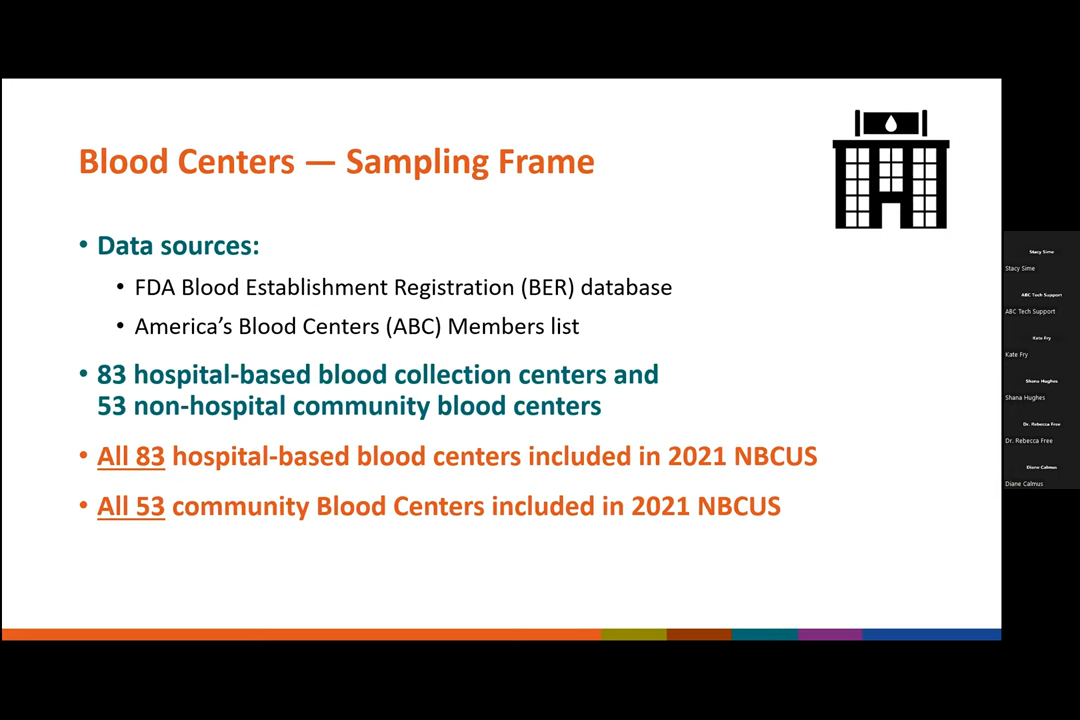 Blood Centers — Sampling Frame
• Data sources:
• FDA Blood Establishment Registration (BER) database
• America’s Blood Centers (ABC) Members list
• 83 hospital-based blood collection centers and
53 non-hospital community blood centers
• All 83 hospital-based blood centers included in 2021 NBCUS
• All 53 community Blood Centers included in 2021 NBCUS
Stacy Sime
Stacy Sime
ABC Tech Support
ABC Tech Support
Kate Fry
Kate Fry
Shana Hughes
Shana Hughes
Dr. Rebecca Free
Dr. Rebecca Free
Diane Calmus
Diane Calmus